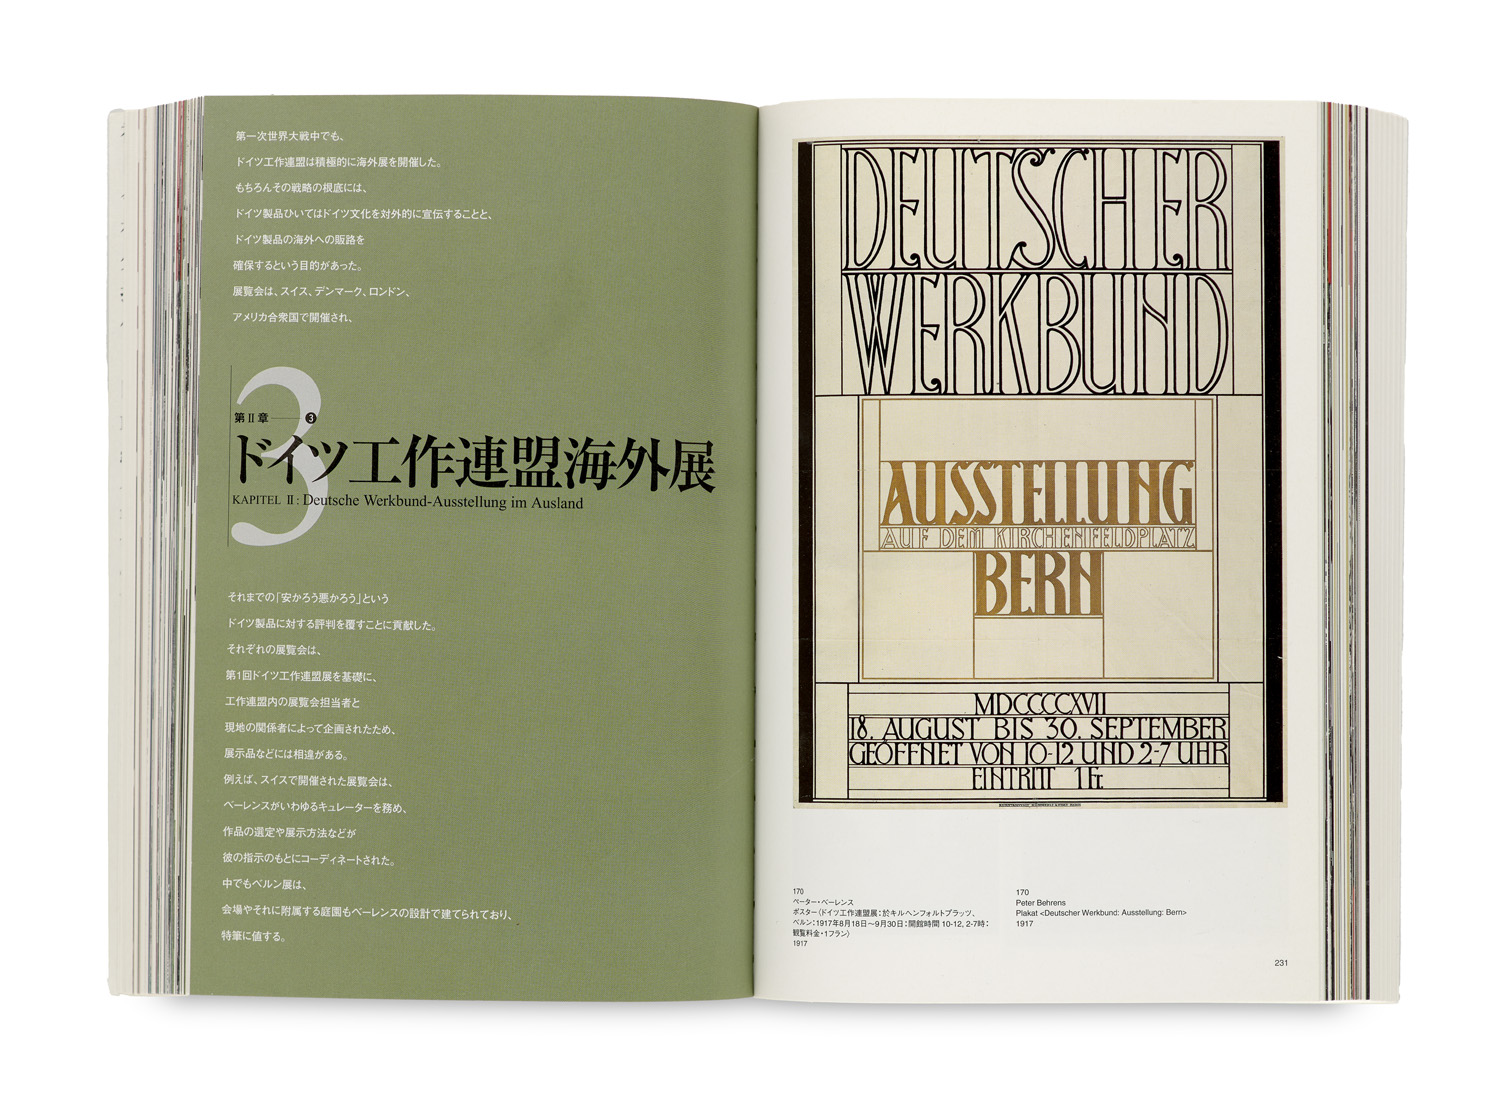 第一次世界大戦中でも、
ドイツ工作連盟は積極的に海外展を開催した。
もちろんその戦略の根底には、
ドイツ製品ひいてはドイツ文化を対外的に宣伝することと、
ドイツ製品の海外への販路を
確保するという目的があった。
展覧会は、スイス、デンマーク、ロンドン、
アメリカ合衆国で開催され、
3
第Ⅱ章 ❸
ドイツ工作連盟海外展
KAPITEL Ⅱ: Deutsche Werkbund-Ausstellung im Ausland
それまでの「安かろう悪かろう」という
ドイツ製品に対する評判を覆すことに貢献した。
それぞれの展覧会は、
第1回ドイツ工作連盟展を基礎に、
工作連盟内の展覧会担当者と
現地の関係者によって企画されたため、
展示品などには相違がある。
例えば、スイスで開催された展覧会は、
ベーレンスがいわゆるキュレーターを務め、
作品の選定や展示方法などが
彼の指示のもとにコーディネートされた。
中でもベルン展は、
会場やそれに附属する庭園もベーレンスの設計で建てられており、
特筆に値する。
DEUTSCHER
WERKBUND
AUSSTELLUNG
AUF DEM KIRCHENFELDPLATZ
BERN
MDCCCCXVII
18. AUGUST BIS 30. SEPTEMBER
GEÖFFNET VON 10-12 UND 2-7 UHR
EINTRITT 1 Fr.
170
ペーター・ベーレンス
ポスター〈ドイツ工作連盟展：於キルヘンフォルトプラッツ、
ベルン：1917年8月18日〜9月30日：開館時間 10-12, 2-7時：
観覧料金・1フラン〉
1917
170
Peter Behrens
Plakat <Deutscher Werkbund: Ausstellung: Bern>
1917
231